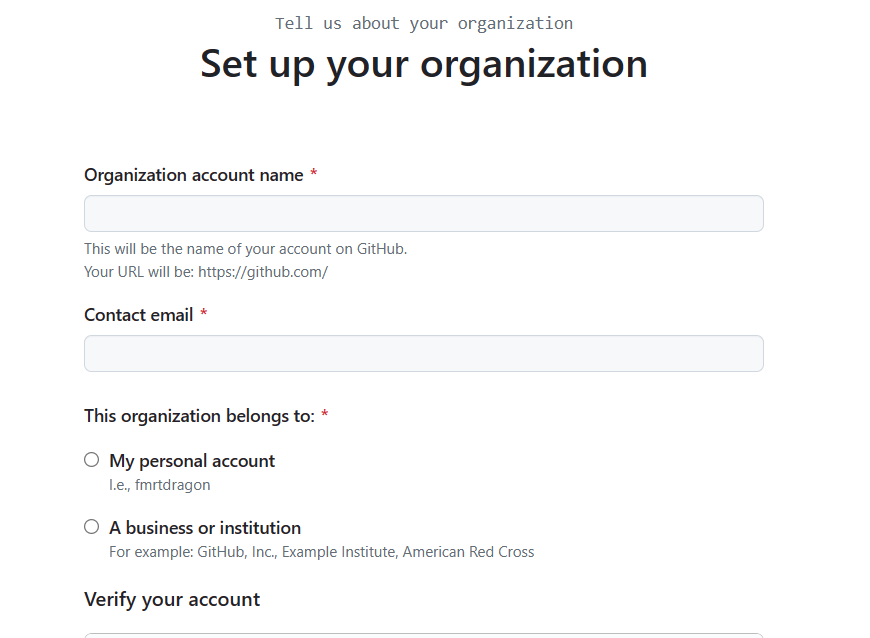 Tell us about your organization
Set up your organization
Organization account name *
This will be the name of your account on GitHub.
Your URL will be: https://github.com/
Contact email *
This organization belongs to: *
My personal account
I.e., fmrtdragon
A business or institution
For example: GitHub, Inc., Example Institute, American Red Cross
Verify your account